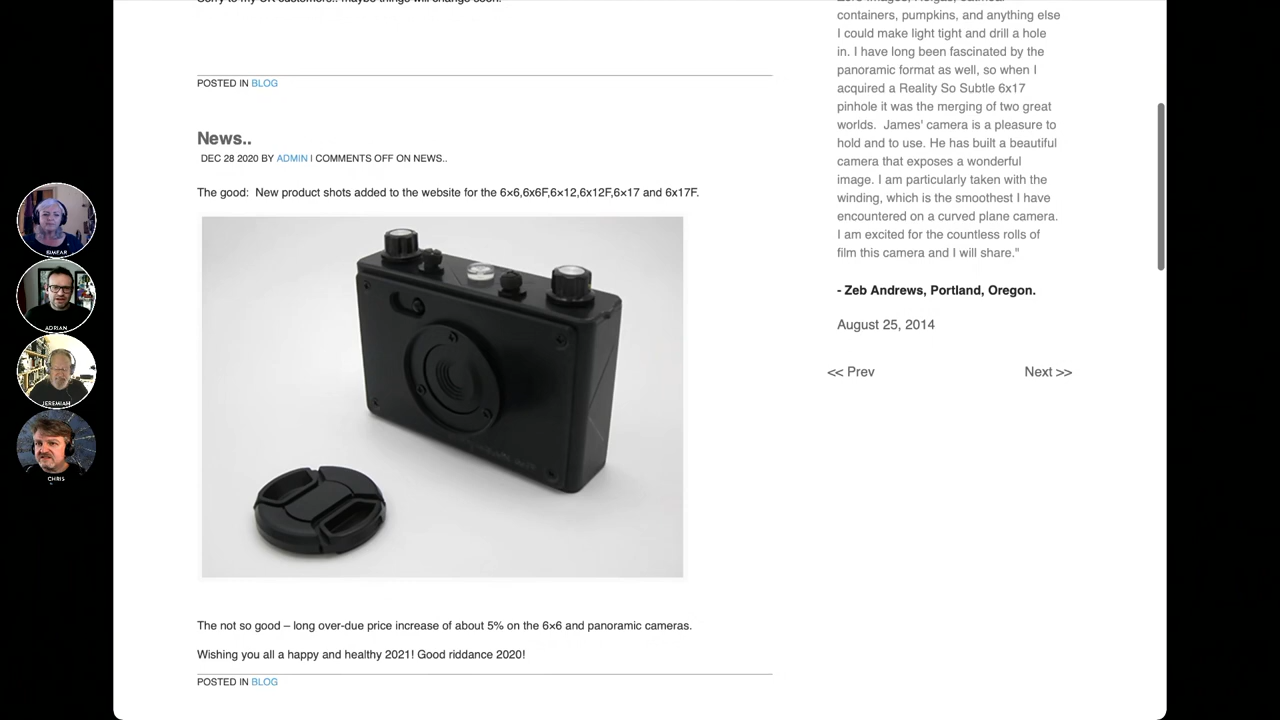 POSTED IN BLOG
News..
DEC 28 2020 BY ADMIN | COMMENTS OFF ON NEWS..
The good:  New product shots added to the website for the 6×6,6x6F,6×12,6x12F,6×17 and 6x17F.
The not so good – long over-due price increase of about 5% on the 6×6 and panoramic cameras.
Wishing you all a happy and healthy 2021! Good riddance 2020!
POSTED IN BLOG
containers, pumpkins, and anything else
I could make light tight and drill a hole
in. I have long been fascinated by the
panoramic format as well, so when I
acquired a Reality So Subtle 6x17
pinhole it was the merging of two great
worlds.  James' camera is a pleasure to
hold and to use. He has built a beautiful
camera that exposes a wonderful
image. I am particularly taken with the
winding, which is the smoothest I have
encountered on a curved plane camera.
I am excited for the countless rolls of
film this camera and I will share."
- Zeb Andrews, Portland, Oregon.
August 25, 2014
<< Prev
Next >>
ADRIAN
JEREMIAH
CHRIS